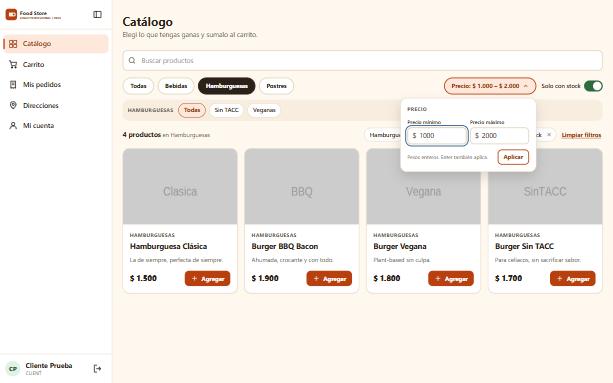 Food Store
Catálogo
Carrito
Mis pedidos
Direcciones
Mi cuenta
Cliente Prueba
CP
CLIENT
Catálogo
Elegí lo que tengas ganas y sumalo al carrito.
Buscar productos
Todas
Bebidas
Hamburguesas
Postres
Precio: $ 1.000 – $ 2.000
Solo con stock
HAMBURGUESAS
Todas
Sin TACC
Veganas
PRECIO
Precio mínimo
Precio máximo
$ 1000
$ 2000
Pesos enteros. Enter también aplica.
Aplicar
4 productos en Hamburguesas
Limpiar filtros
Clasica
BBQ
Vegana
SinTACC
HAMBURGUESAS
Hamburguesa Clásica
La de siempre, perfecta de siempre.
$ 1.500
+ Agregar
HAMBURGUESAS
Burger BBQ Bacon
Ahumada, crocante y con todo.
$ 1.900
+ Agregar
HAMBURGUESAS
Burger Vegana
Plant-based sin culpa.
$ 1.800
+ Agregar
HAMBURGUESAS
Burger Sin TACC
Para celíacos, sin sacrificar sabor.
$ 1.700
+ Agregar